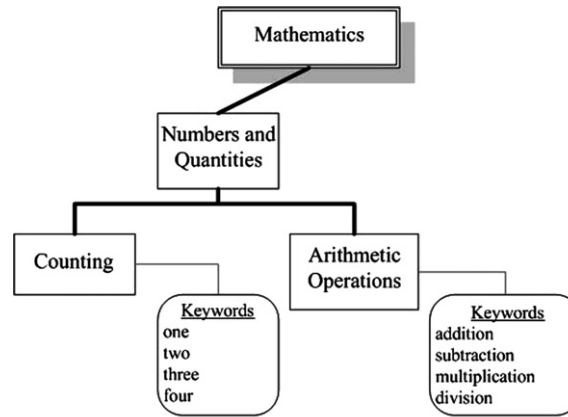 Mathematics
Numbers and
Quantities
Counting
Arithmetic
Operations
Keywords
one
two
three
four
Keywords
addition
subtraction
multiplication
division